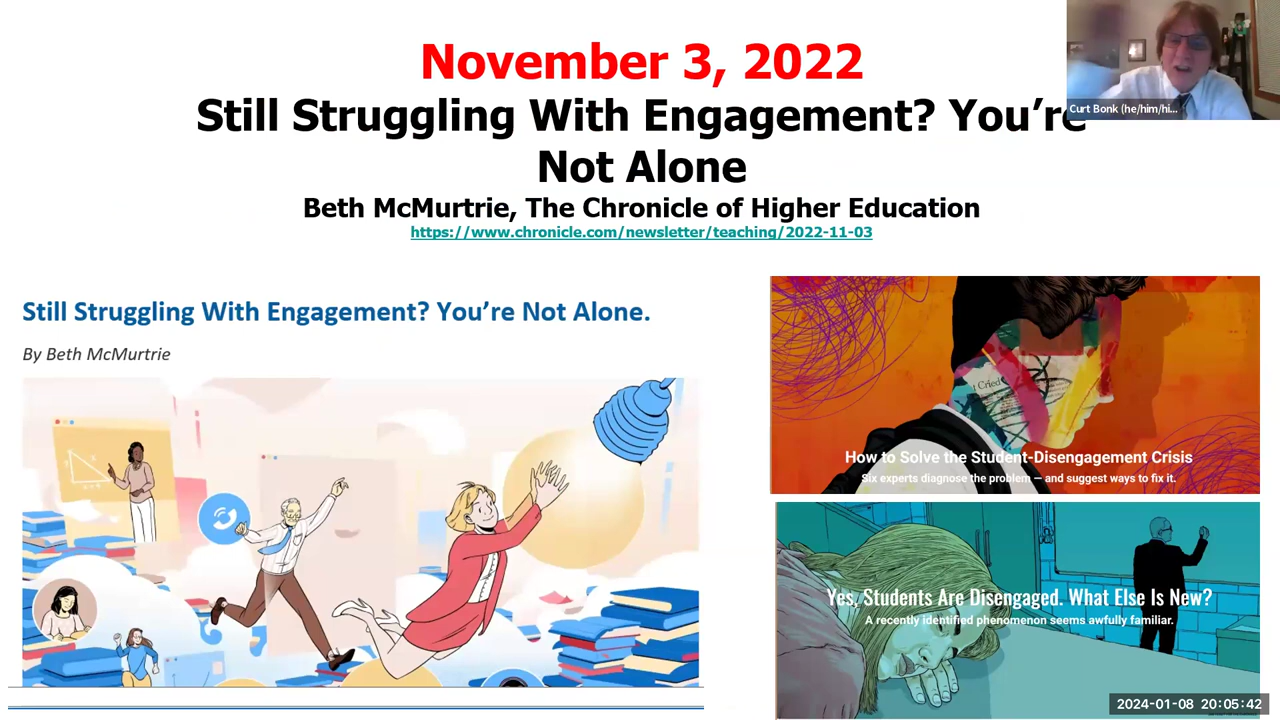 November 3, 2022
Still Struggling With Engagement? You're
Not Alone
Beth McMurtrie, The Chronicle of Higher Education
https://www.chronicle.com/newsletter/teaching/2022-11-03
Curt Bonk (he/him/hi...
Still Struggling With Engagement? You're Not Alone.
By Beth McMurtrie
x
t Cried
How to Solve the Student-Disengagement Crisis
Six experts diagnose the problem — and suggest ways to fix it.
Yes, Students Are Disengaged. What Else Is New?
A recently identified phenomenon seems awfully familiar.
2024-01-08 20:05:42